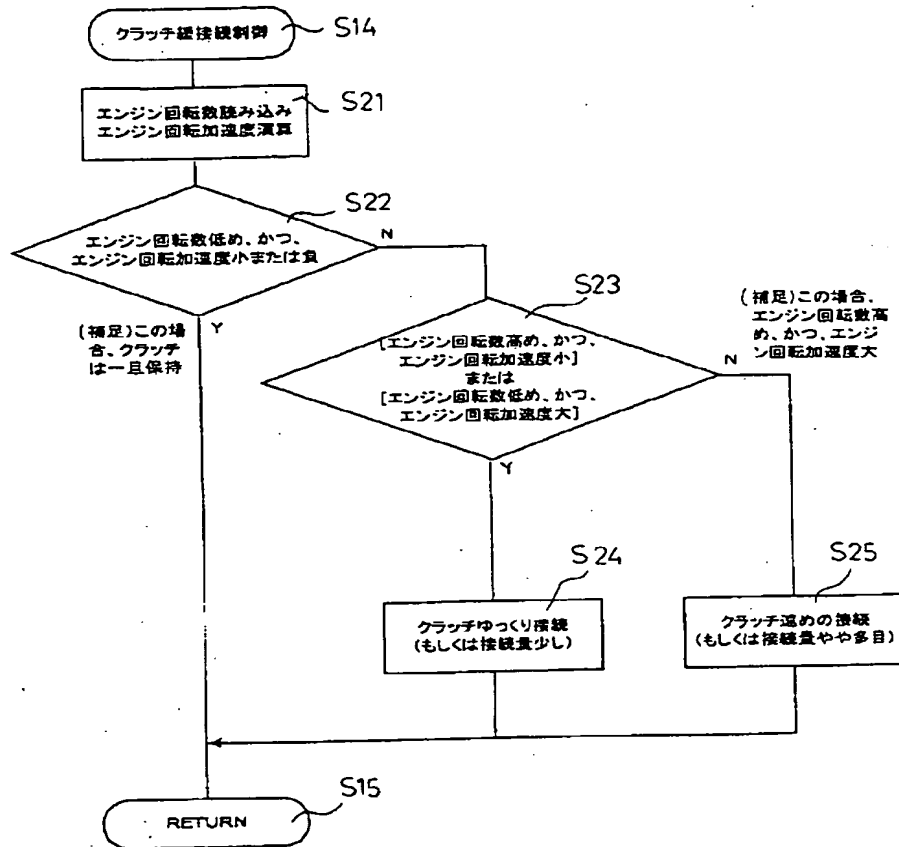 クラッチ緩接続制御
S14
エンジン回転数読み込み
エンジン回転加速度演算
S21
S22
エンジン回転数低め、かつ、
エンジン回転加速度小または負
N
Y
(補足)この場
合、クラッチ
は一旦保持
S23
[エンジン回転数高め、かつ、
エンジン回転加速度小]
または
[エンジン回転数低め、かつ、
エンジン回転加速度大]
N
Y
(補足)この場合、
エンジン回転数高
め、かつ、エンジ
ン回転加速度大
S24
クラッチゆっくり接続
(もしくは接続量少し)
S25
クラッチ速めの接続
(もしくは接続量やや多目)
S15
RETURN